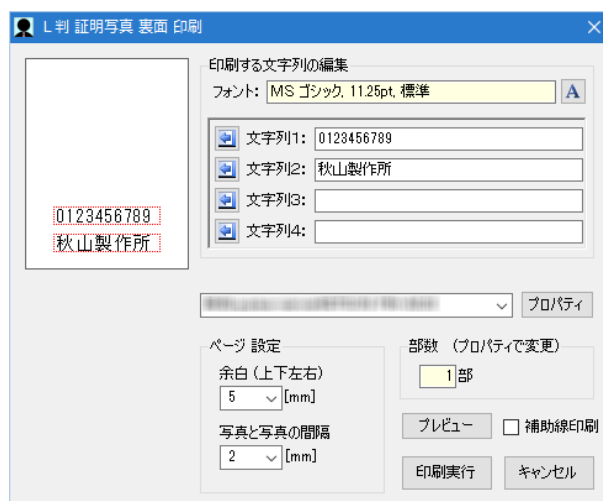 L判 証明写真 裏面 印刷
印刷する文字列の編集
フォント: MS ゴシック, 11.25pt, 標準
A
文字列1: 0123456789
文字列2: 秋山製作所
文字列3:
文字列4:
0123456789
秋山製作所
プロパティ
ページ 設定
余白 (上下左右)
5 [mm]
写真と写真の間隔
2 [mm]
部数 (プロパティで変更)
1 部
プレビュー
補助線印刷
印刷実行
キャンセル